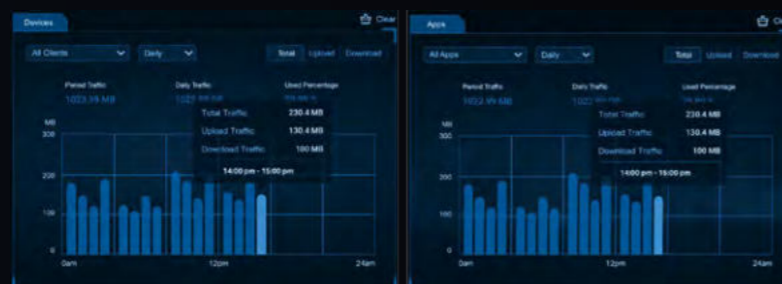 Devices
Clear
All Clients
Daily
Total
Upload
Download
Period Traffic
Daily Traffic
Used Percentage
1023.99 MB
Total Traffic 230.4 MB
Upload Traffic 130.4 MB
Download Traffic 100 MB
14:00 pm - 15:00 pm
MB
300
200
100
0
0am
12pm
24am
Apps
All Apps
Daily
Total
Upload
Download
Period Traffic
Daily Traffic
Used Percentage
1023.99 MB
Total Traffic 230.4 MB
Upload Traffic 130.4 MB
Download Traffic 100 MB
14:00 pm - 15:00 pm
MB
300
200
100
0
0am
12pm
24am